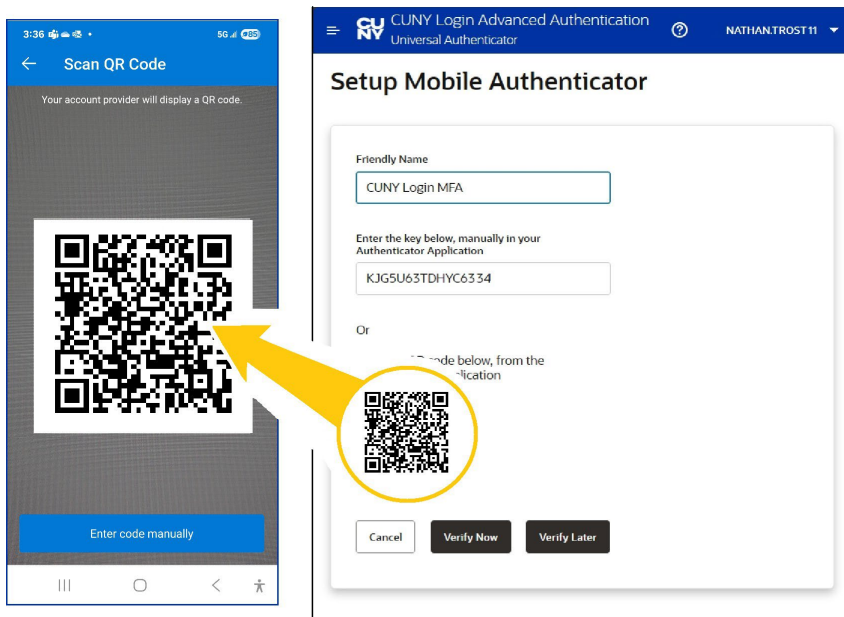 3:36
5G
85
Scan QR Code
Your account provider will display a QR code.
Enter code manually
CUNY
CUNY Login Advanced Authentication
Universal Authenticator
NATHAN.TROST11
Setup Mobile Authenticator
Friendly Name
CUNY Login MFA
Enter the key below, manually in your
Authenticator Application
KJG5U63TDHYC6334
Or
code below, from the
Cancel
Verify Now
Verify Later